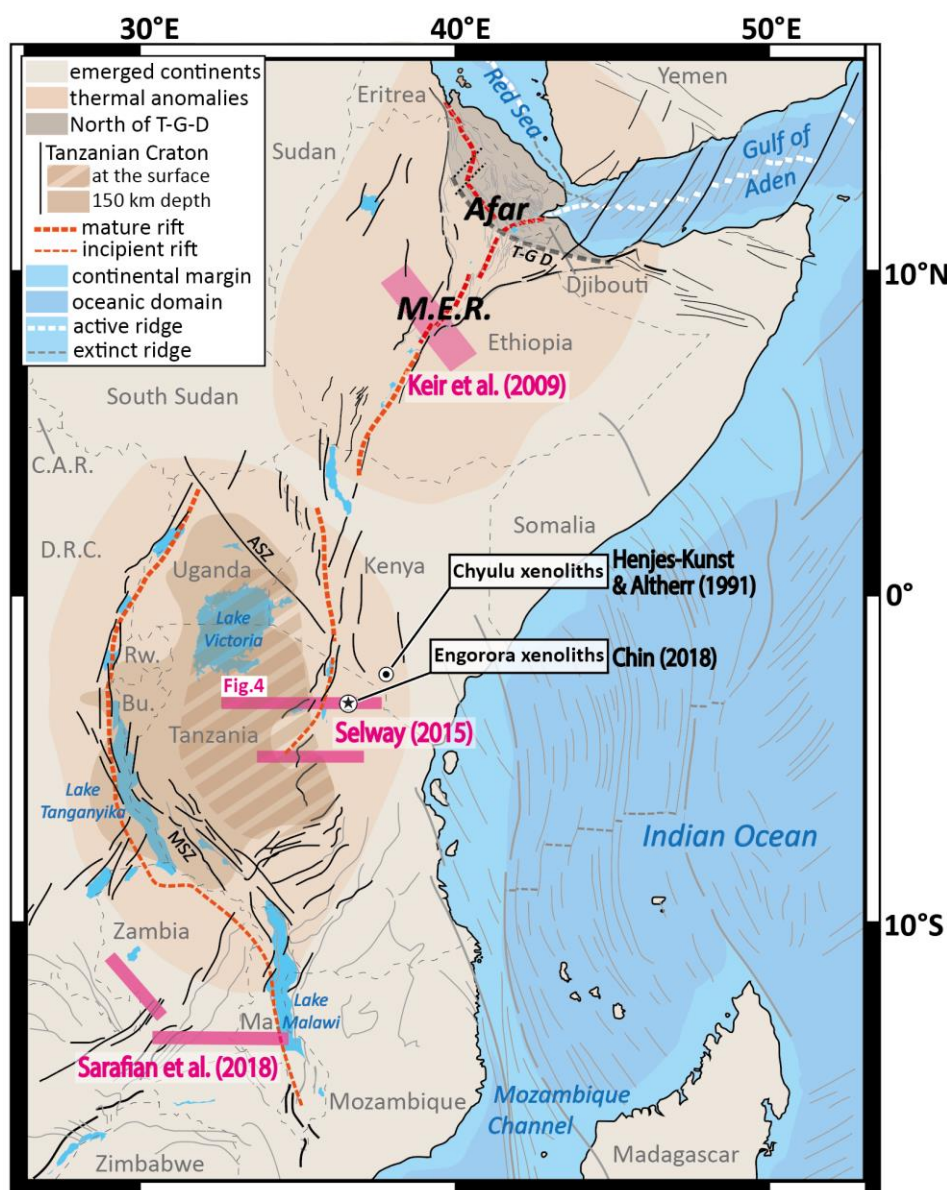 30°E
40°E
50°E
emerged continents
thermal anomalies
North of T-G-D
Tanzanian Craton
at the surface
150 km depth
mature rift
incipient rift
continental margin
oceanic domain
active ridge
extinct ridge
Eritrea
Red Sea
Yemen
Sudan
Gulf of
Aden
Afar
T-G D
Djibouti
10°N
M.E.R.
Ethiopia
Keir et al. (2009)
South Sudan
C.A.R.
Somalia
D.R.C.
ASZ
Uganda
Kenya
Chyulu xenoliths
Henjes-Kunst
& Altherr (1991)
0°
Lake
Victoria
Rw.
Engorora xenoliths
Chin (2018)
Fig.4
Bu.
Tanzania
Selway (2015)
Lake
Tanganyika
MSZ
Indian Ocean
Zambia
10°S
Lake
Malawi
Ma
Sarafian et al. (2018)
Mozambique
Mozambique
Channel
Zimbabwe
Madagascar